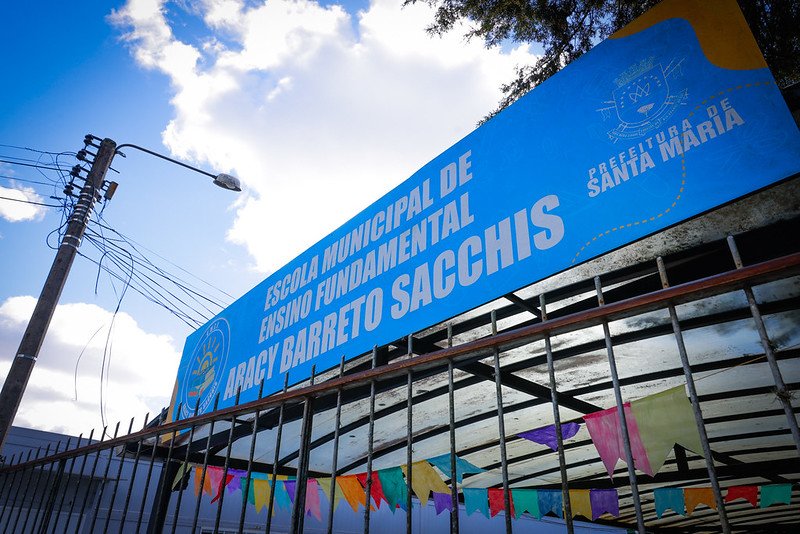 ESCOLA MUNICIPAL DE
ENSINO FUNDAMENTAL
ARACY BARRETO SACCHIS
PREFEITURA DE
SANTA MARIA